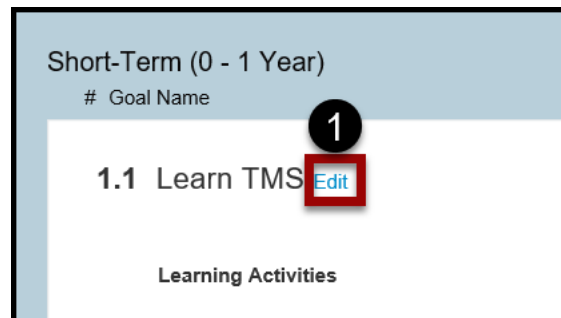 Short-Term (0 - 1 Year)
# Goal Name
1
1.1 Learn TMS Edit
Learning Activities